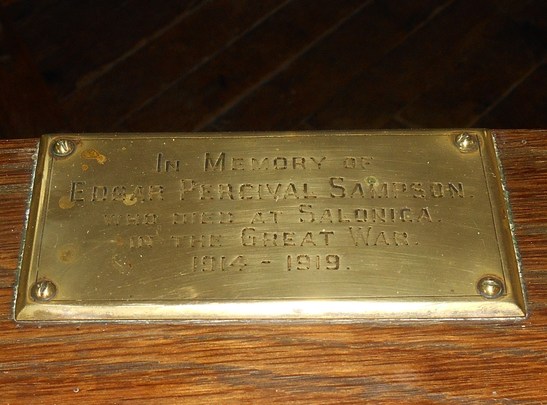 In Memory of
Edgar Percival Sampson.
who died at Salonica.
in the Great War.
1914 - 1919.